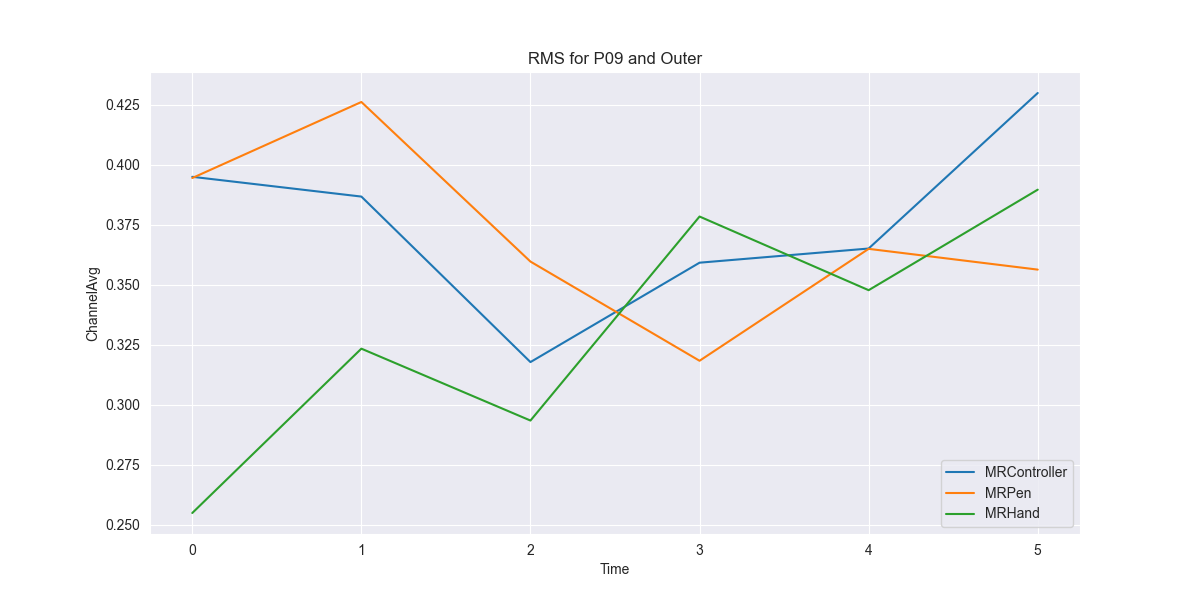 RMS for P09 and Outer
ChannelAvg
0.425
0.400
0.375
0.350
0.325
0.300
0.275
0.250
0 1 2 3 4 5
Time
MRController
MRPen
MRHand